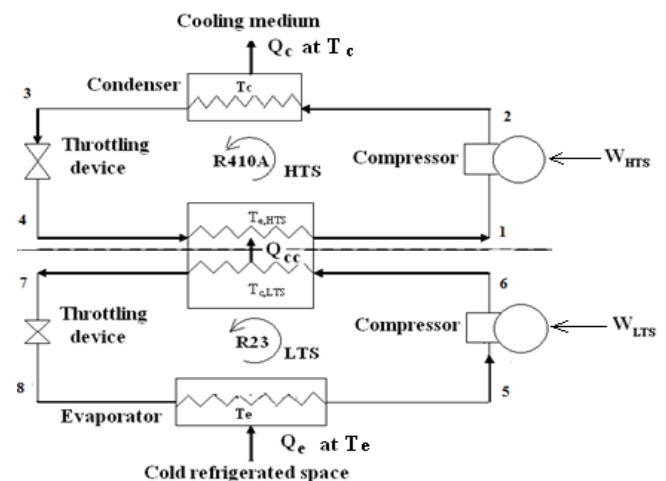 Cooling medium
Qc at Tc
Condenser
Tc
3
2
Throttling
device
R410A
HTS
Compressor
WHTS
4
Te,HTS
1
Qcc
7
Tc,LTS
6
Throttling
device
R23
LTS
Compressor
WLTS
8
5
Evaporator
Te
Qe at Te
Cold refrigerated space